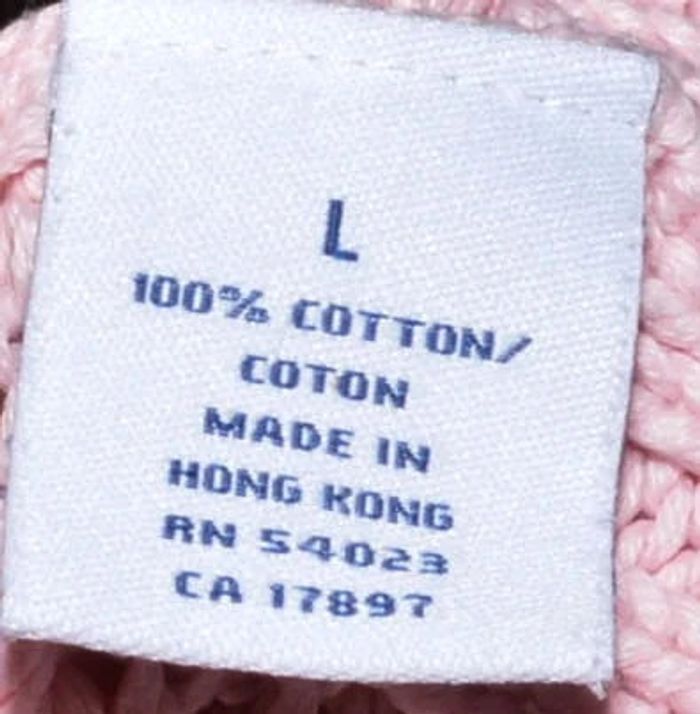 L
100% COTTON/
COTON
MADE IN
HONG KONG
RN 54023
CA 17897